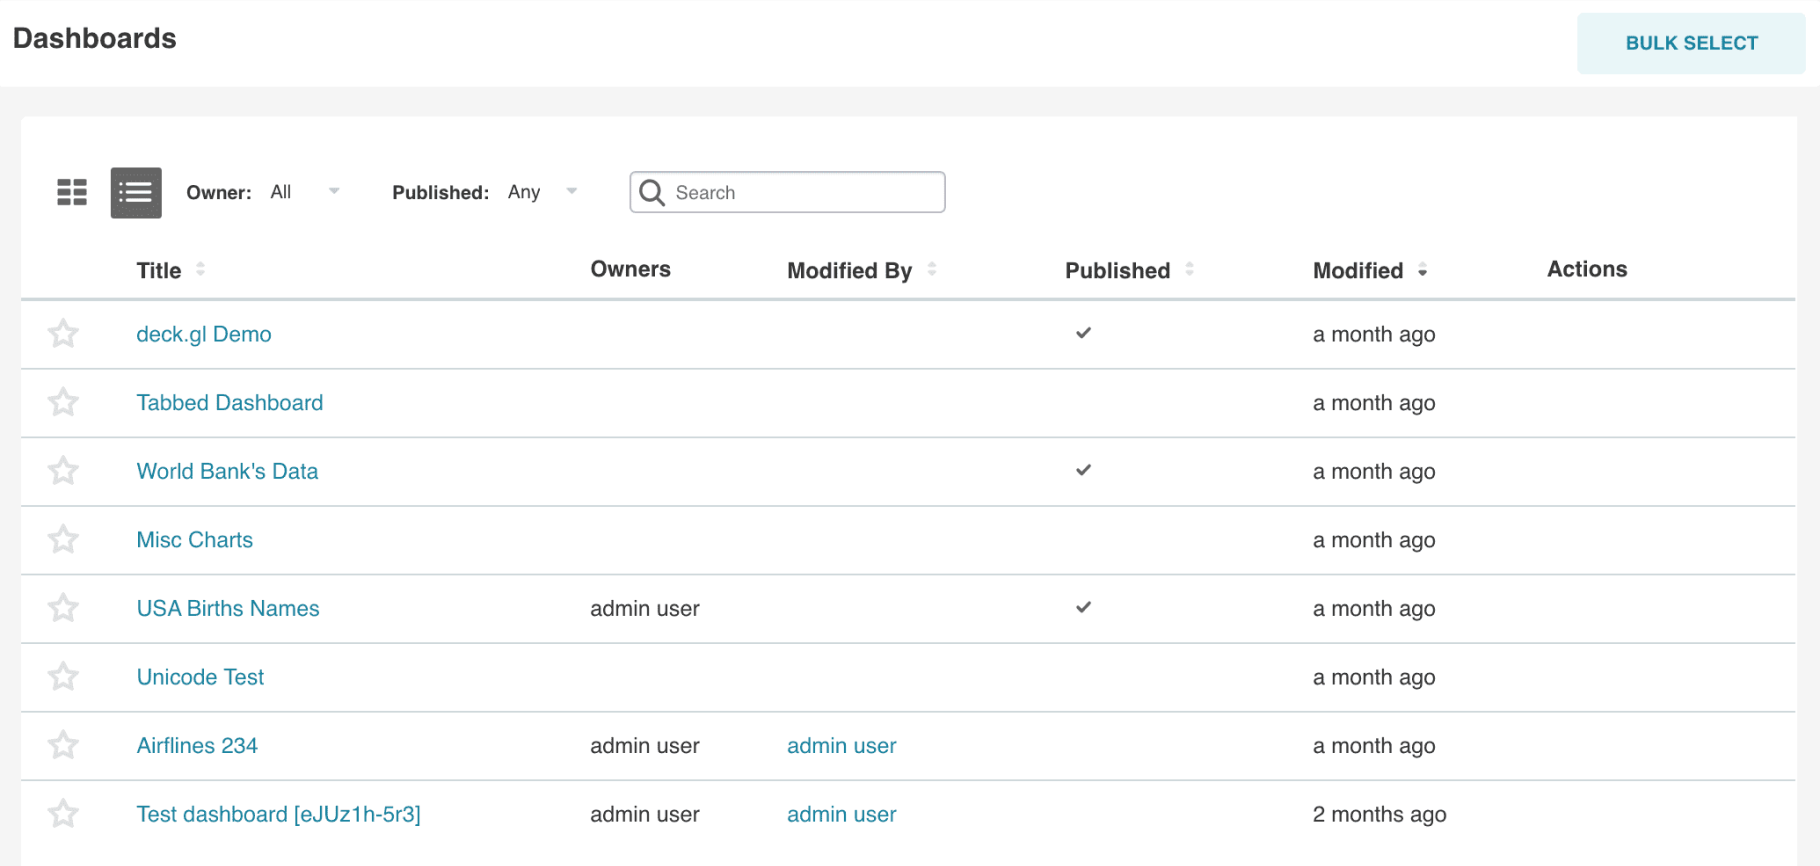 Dashboards
BULK SELECT
Owner: All Published: Any Search
Title Owners Modified By Published Modified Actions
deck.gl Demo a month ago
Tabbed Dashboard a month ago
World Bank's Data a month ago
Misc Charts a month ago
USA Births Names admin user a month ago
Unicode Test a month ago
Airflines 234 admin user admin user a month ago
Test dashboard [eJUz1h-5r3] admin user admin user 2 months ago